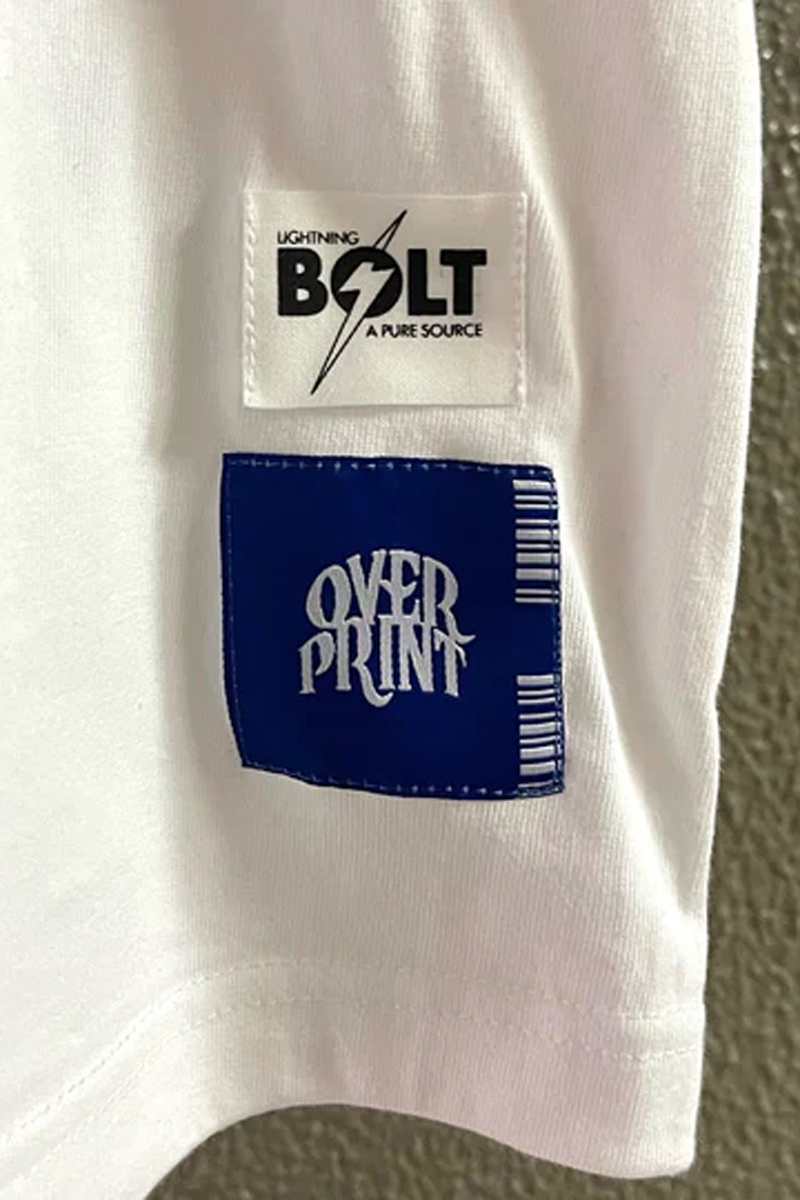 LIGHTNING
BOLT
A PURE SOURCE
OVER
PRINT